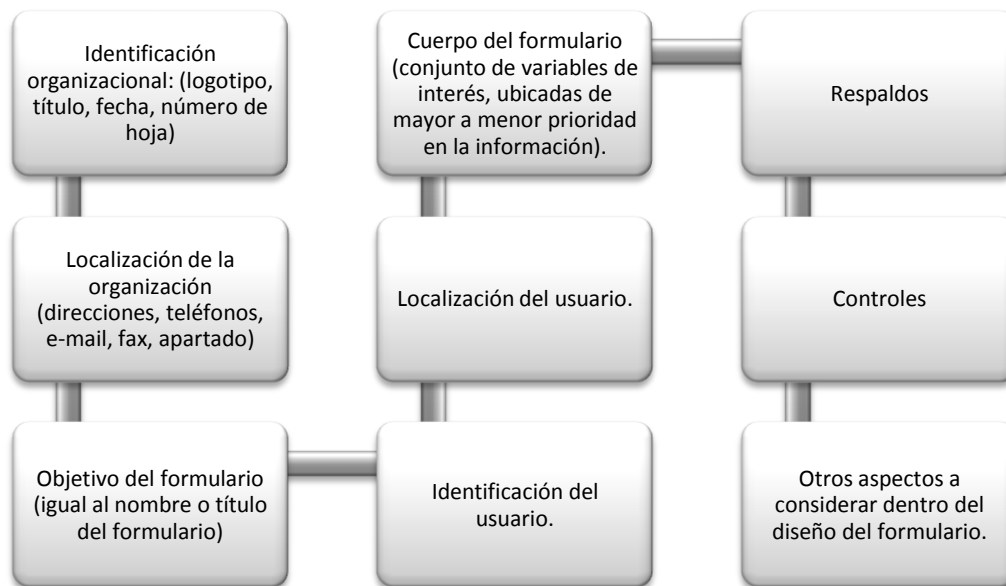 Identificación
organizacional: (logotipo,
título, fecha, número de
hoja)
Localización de la
organización
(direcciones, teléfonos,
e-mail, fax, apartado)
Objetivo del formulario
(igual al nombre o título
del formulario)
Identificación del
usuario.
Localización del usuario.
Cuerpo del formulario
(conjunto de variables de
interés, ubicadas de
mayor a menor prioridad
en la información).
Respaldos
Controles
Otros aspectos a
considerar dentro del
diseño del formulario.